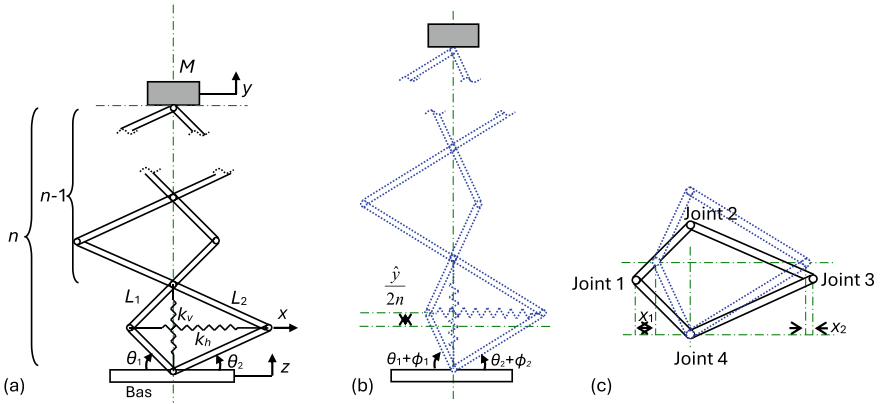 M
y
n-1
n
L₁
L₂
kᵥ
x
kₕ
θ₁
θ₂
z
(a)
Bas
ŷ
2n
θ₁+ϕ₁
θ₂+ϕ₂
(b)
Joint 2
Joint 1
Joint 3
x₁
x₂
Joint 4
(c)